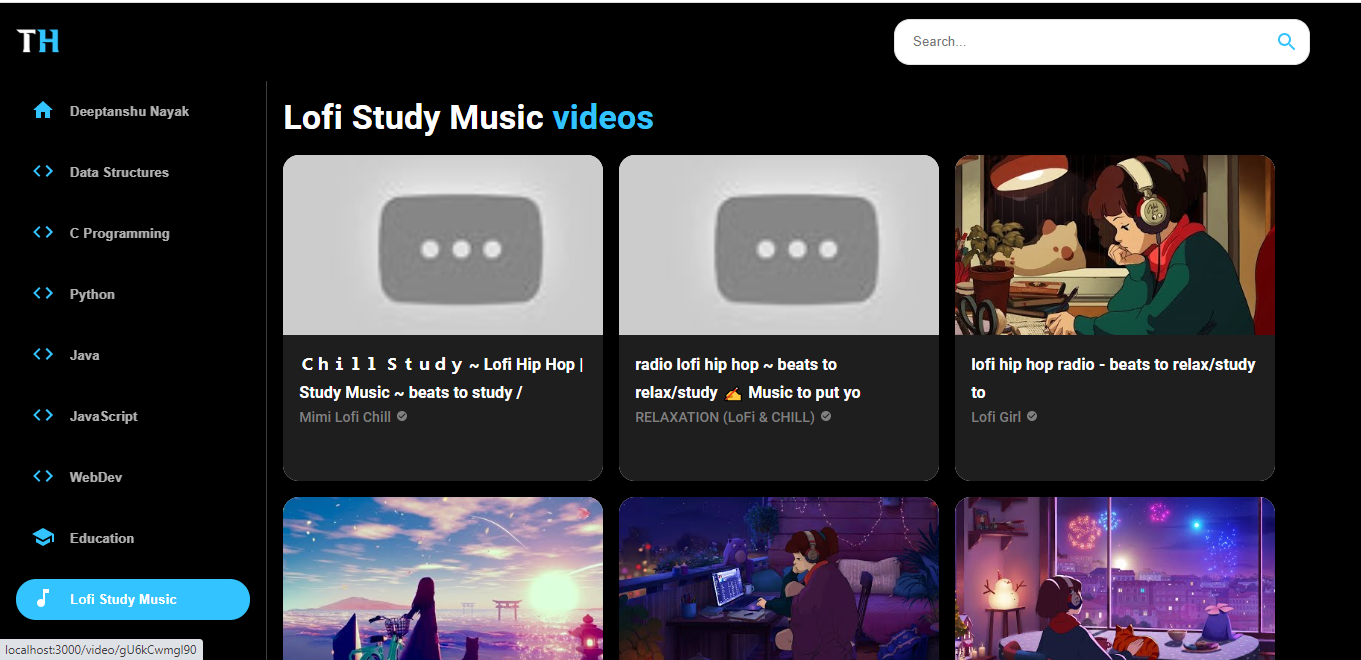 TH
Search...
Deeptanshu Nayak
Data Structures
C Programming
Python
Java
JavaScript
WebDev
Education
Lofi Study Music
Lofi Study Music videos
Ｃｈｉｌｌ Ｓｔｕｄｙ ~ Lofi Hip Hop |
Study Music ~ beats to study /
Mimi Lofi Chill
radio lofi hip hop ~ beats to
relax/study ✍️ Music to put yo
RELAXATION (LoFi & CHILL)
lofi hip hop radio - beats to relax/study
to
Lofi Girl
localhost:3000/video/gU6kCwmgl90